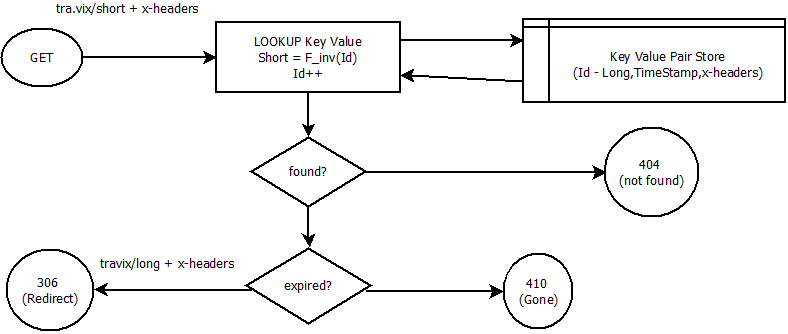 tra.vix/short + x-headers
GET
LOOKUP Key Value
Short = F_inv(Id)
Id++
Key Value Pair Store
(Id - Long,TimeStamp,x-headers)
found?
404
(not found)
travix/long + x-headers
306
(Redirect)
expired?
410
(Gone)